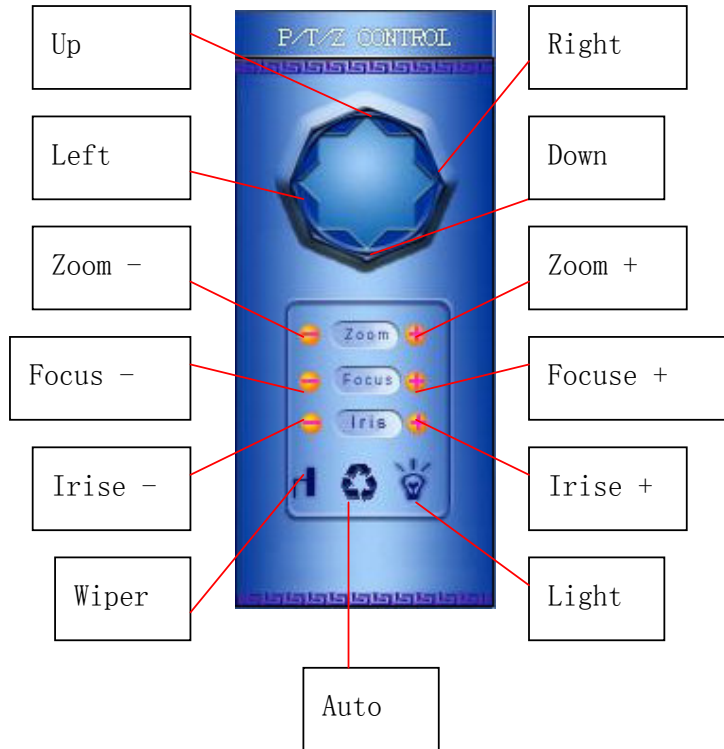 P/T/Z CONTROL
Up
Right
Left
Down
Zoom -
Zoom +
Zoom
Focus -
Focuse +
Focus
Irise -
Irise +
Iris
Wiper
Light
Auto